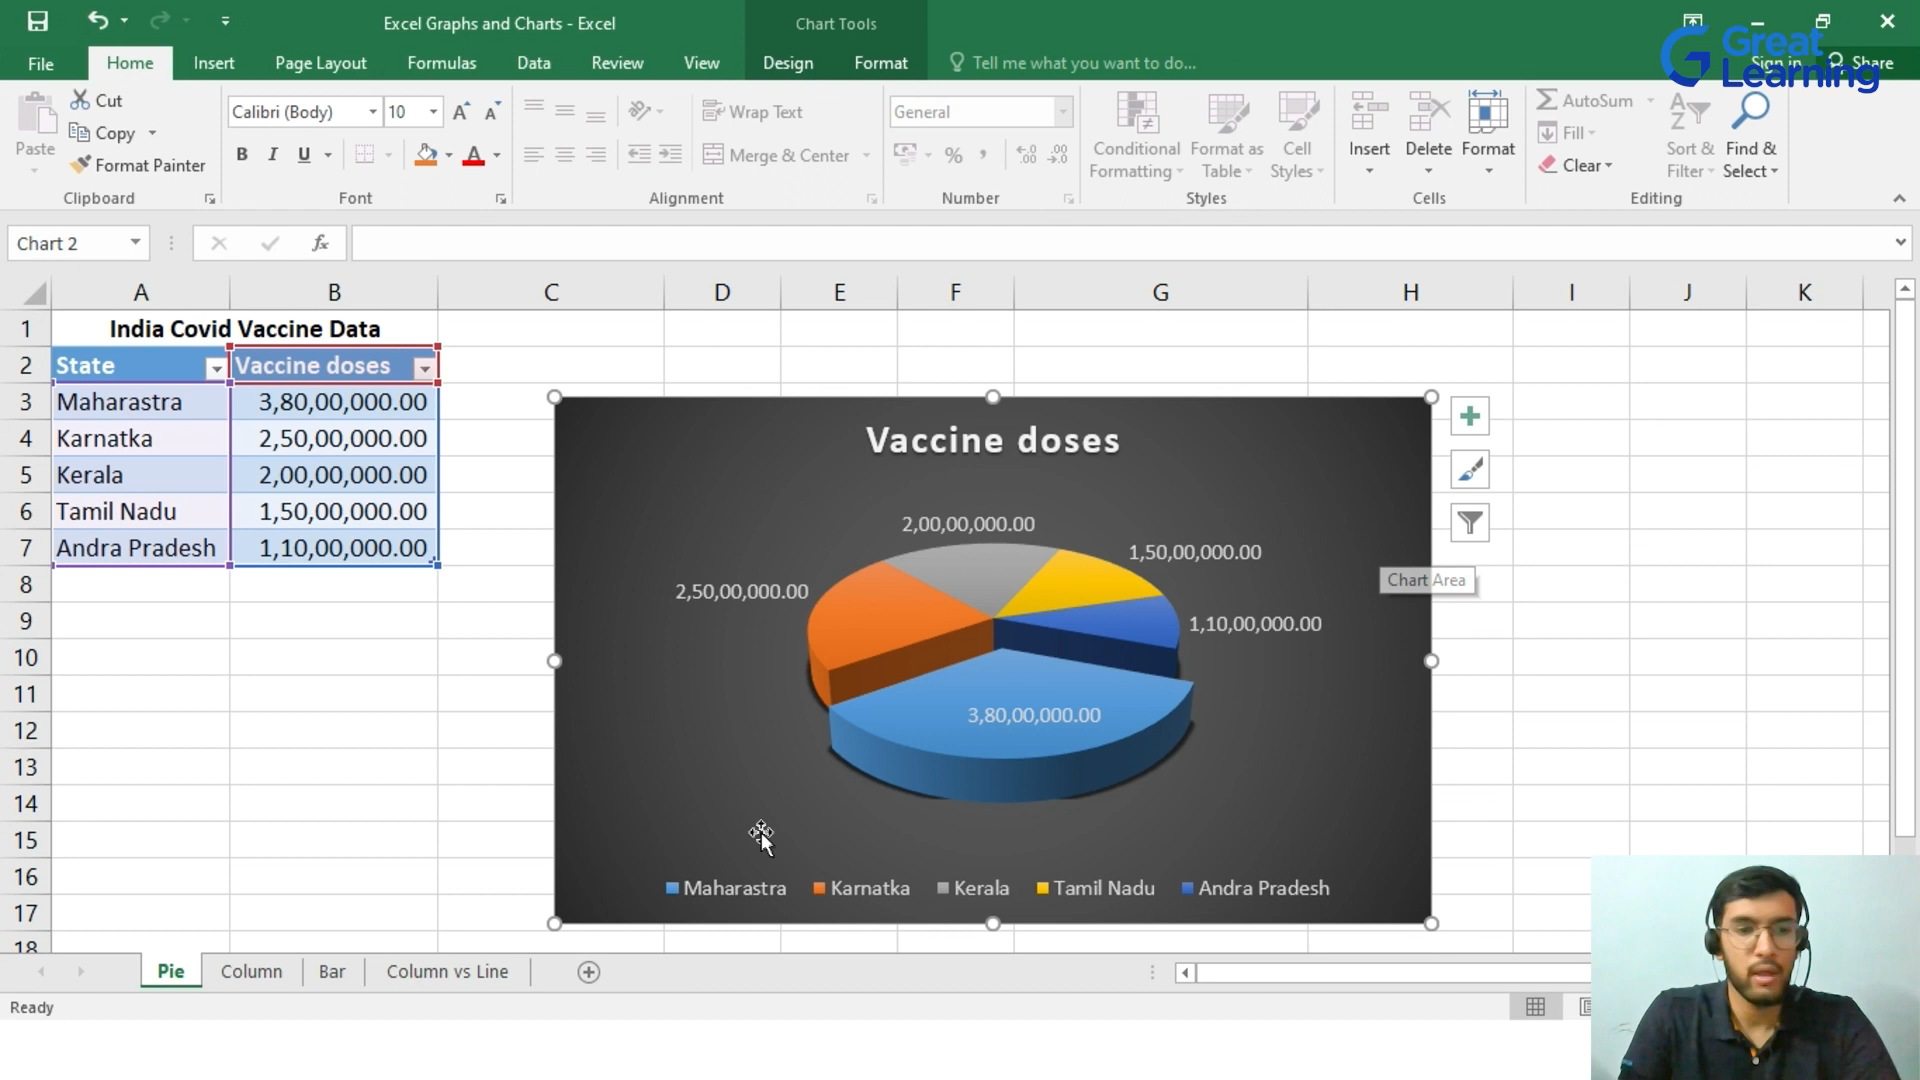 Excel Graphs and Charts - Excel
Chart Tools
Great Learning
File Home Insert Page Layout Formulas Data Review View Design Format Tell me what you want to do... Sign in Share
Paste
Cut
Copy
Format Painter
Clipboard
Calibri (Body) 10
B I U A
Font
Wrap Text
Merge & Center
Alignment
General
%
Number
Conditional Formatting
Format as Table
Cell Styles
Styles
Insert Delete Format
Cells
AutoSum
Fill
Clear
Sort & Filter
Find & Select
Editing
Chart 2 fx
A B C D E F G H I J K
1 India Covid Vaccine Data
2 State Vaccine doses
3 Maharastra 3,80,00,000.00
4 Karnatka 2,50,00,000.00
5 Kerala 2,00,00,000.00
6 Tamil Nadu 1,50,00,000.00
7 Andra Pradesh 1,10,00,000.00
8
9
10
11
12
13
14
15
16
17
18
Vaccine doses
2,00,00,000.00
1,50,00,000.00
2,50,00,000.00
1,10,00,000.00
3,80,00,000.00
Chart Area
Maharastra Karnatka Kerala Tamil Nadu Andra Pradesh
Pie Column Bar Column vs Line
Ready